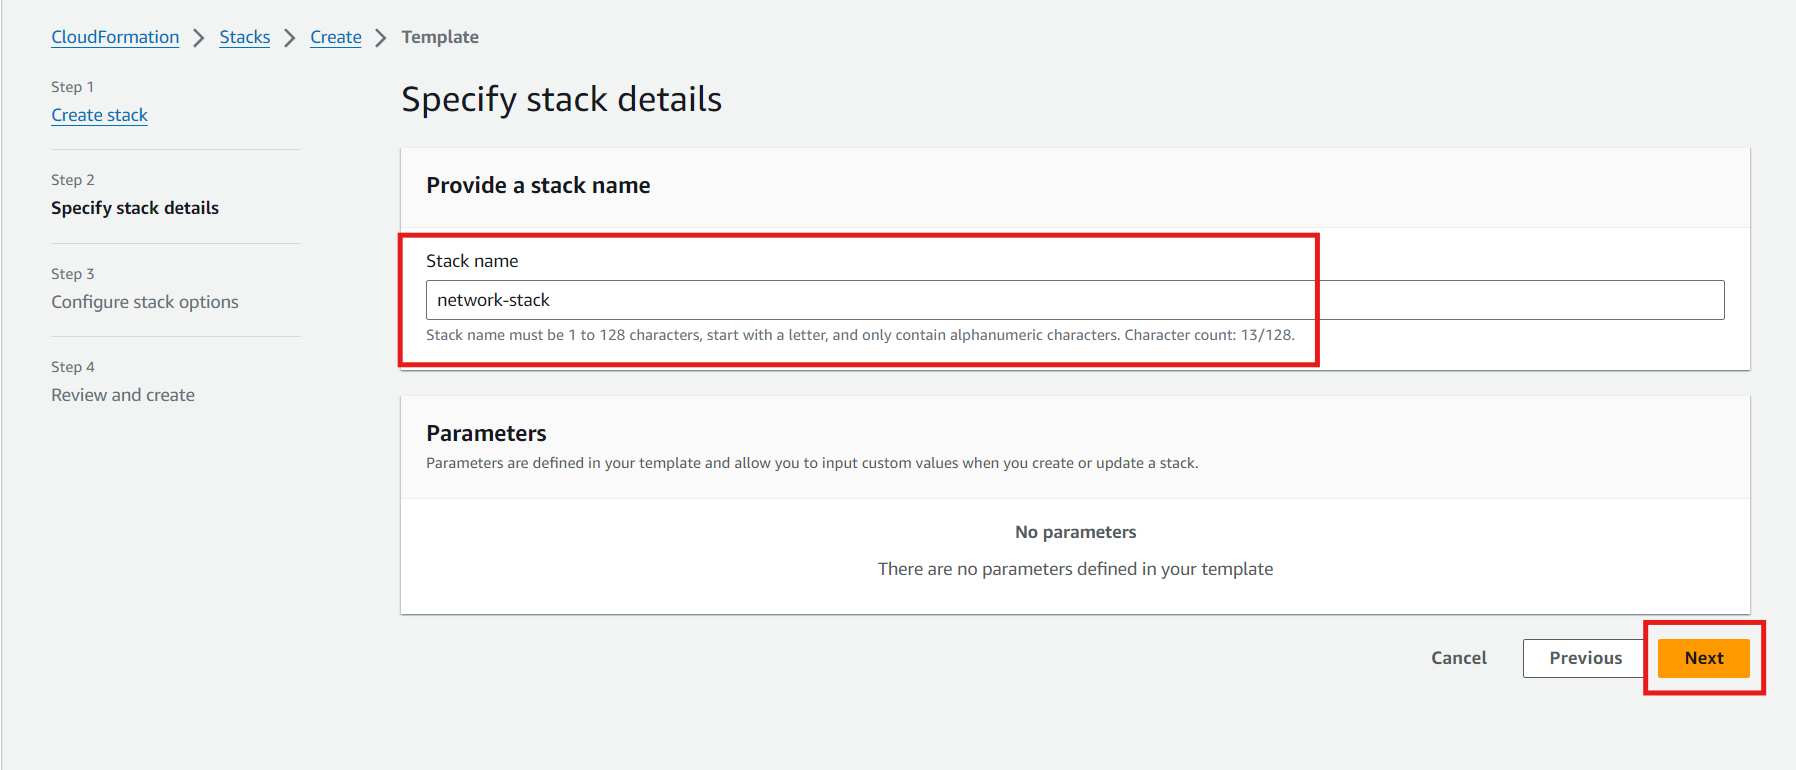 CloudFormation > Stacks > Create > Template
Step 1
Create stack
Step 2
Specify stack details
Step 3
Configure stack options
Step 4
Review and create
Specify stack details
Provide a stack name
Stack name
network-stack
Stack name must be 1 to 128 characters, start with a letter, and only contain alphanumeric characters. Character count: 13/128.
Parameters
Parameters are defined in your template and allow you to input custom values when you create or update a stack.
No parameters
There are no parameters defined in your template
Cancel Previous Next